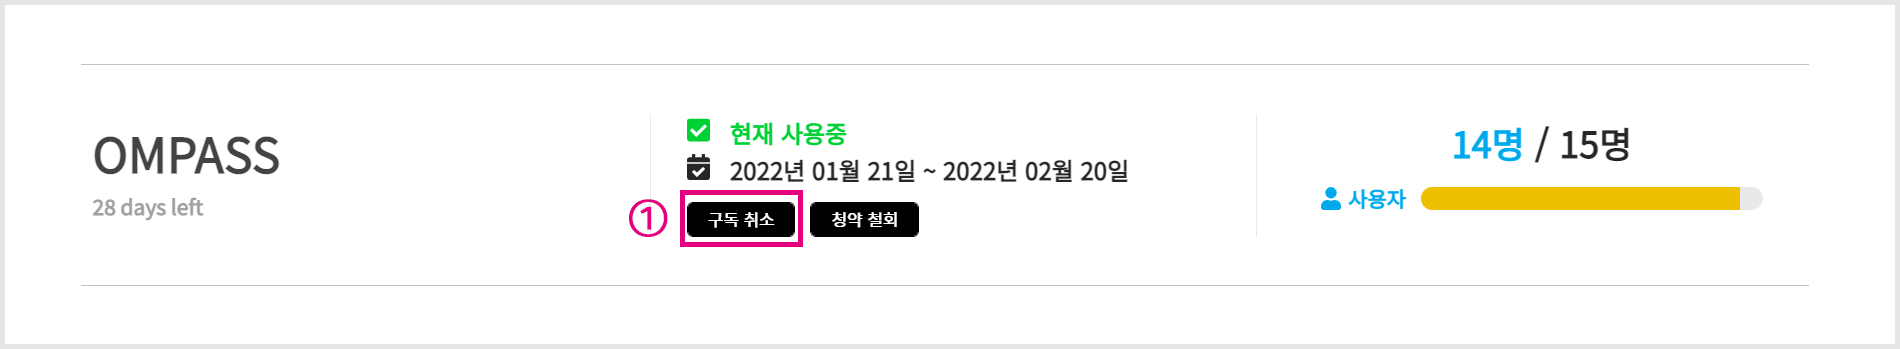 OMPASS
28 days left
현재 사용중
2022년 01월 21일 ~ 2022년 02월 20일
① 구독 취소 청약 철회
14명 / 15명
사용자